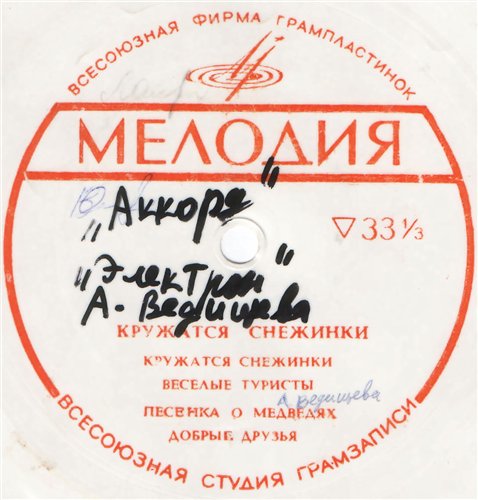 ВСЕСОЮЗНАЯ ФИРМА ГРАМПЛАСТИНОК
МЕЛОДИЯ
„Аккорд"
▽ 33⅓
„Электрон"
А. Ведищева
КРУЖАТСЯ СНЕЖИНКИ
КРУЖАТСЯ СНЕЖИНКИ
ВЕСЕЛЫЕ ТУРИСТЫ
А. Ведищева
ПЕСЕНКА О МЕДВЕДЯХ
ДОБРЫЕ ДРУЗЬЯ
ВСЕСОЮЗНАЯ СТУДИЯ ГРАМЗАПИСИ